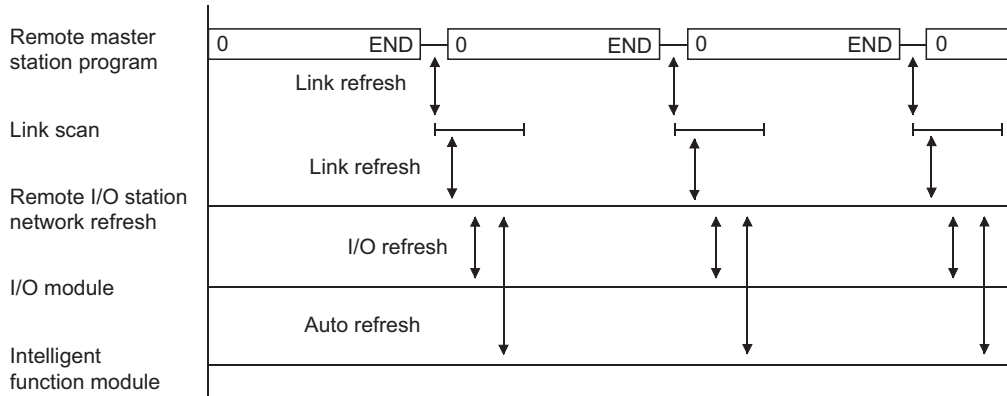 Remote master
station program
0 END 0 END 0 END 0
Link refresh
Link scan
Link refresh
Remote I/O station
network refresh
I/O refresh
I/O module
Auto refresh
Intelligent
function module